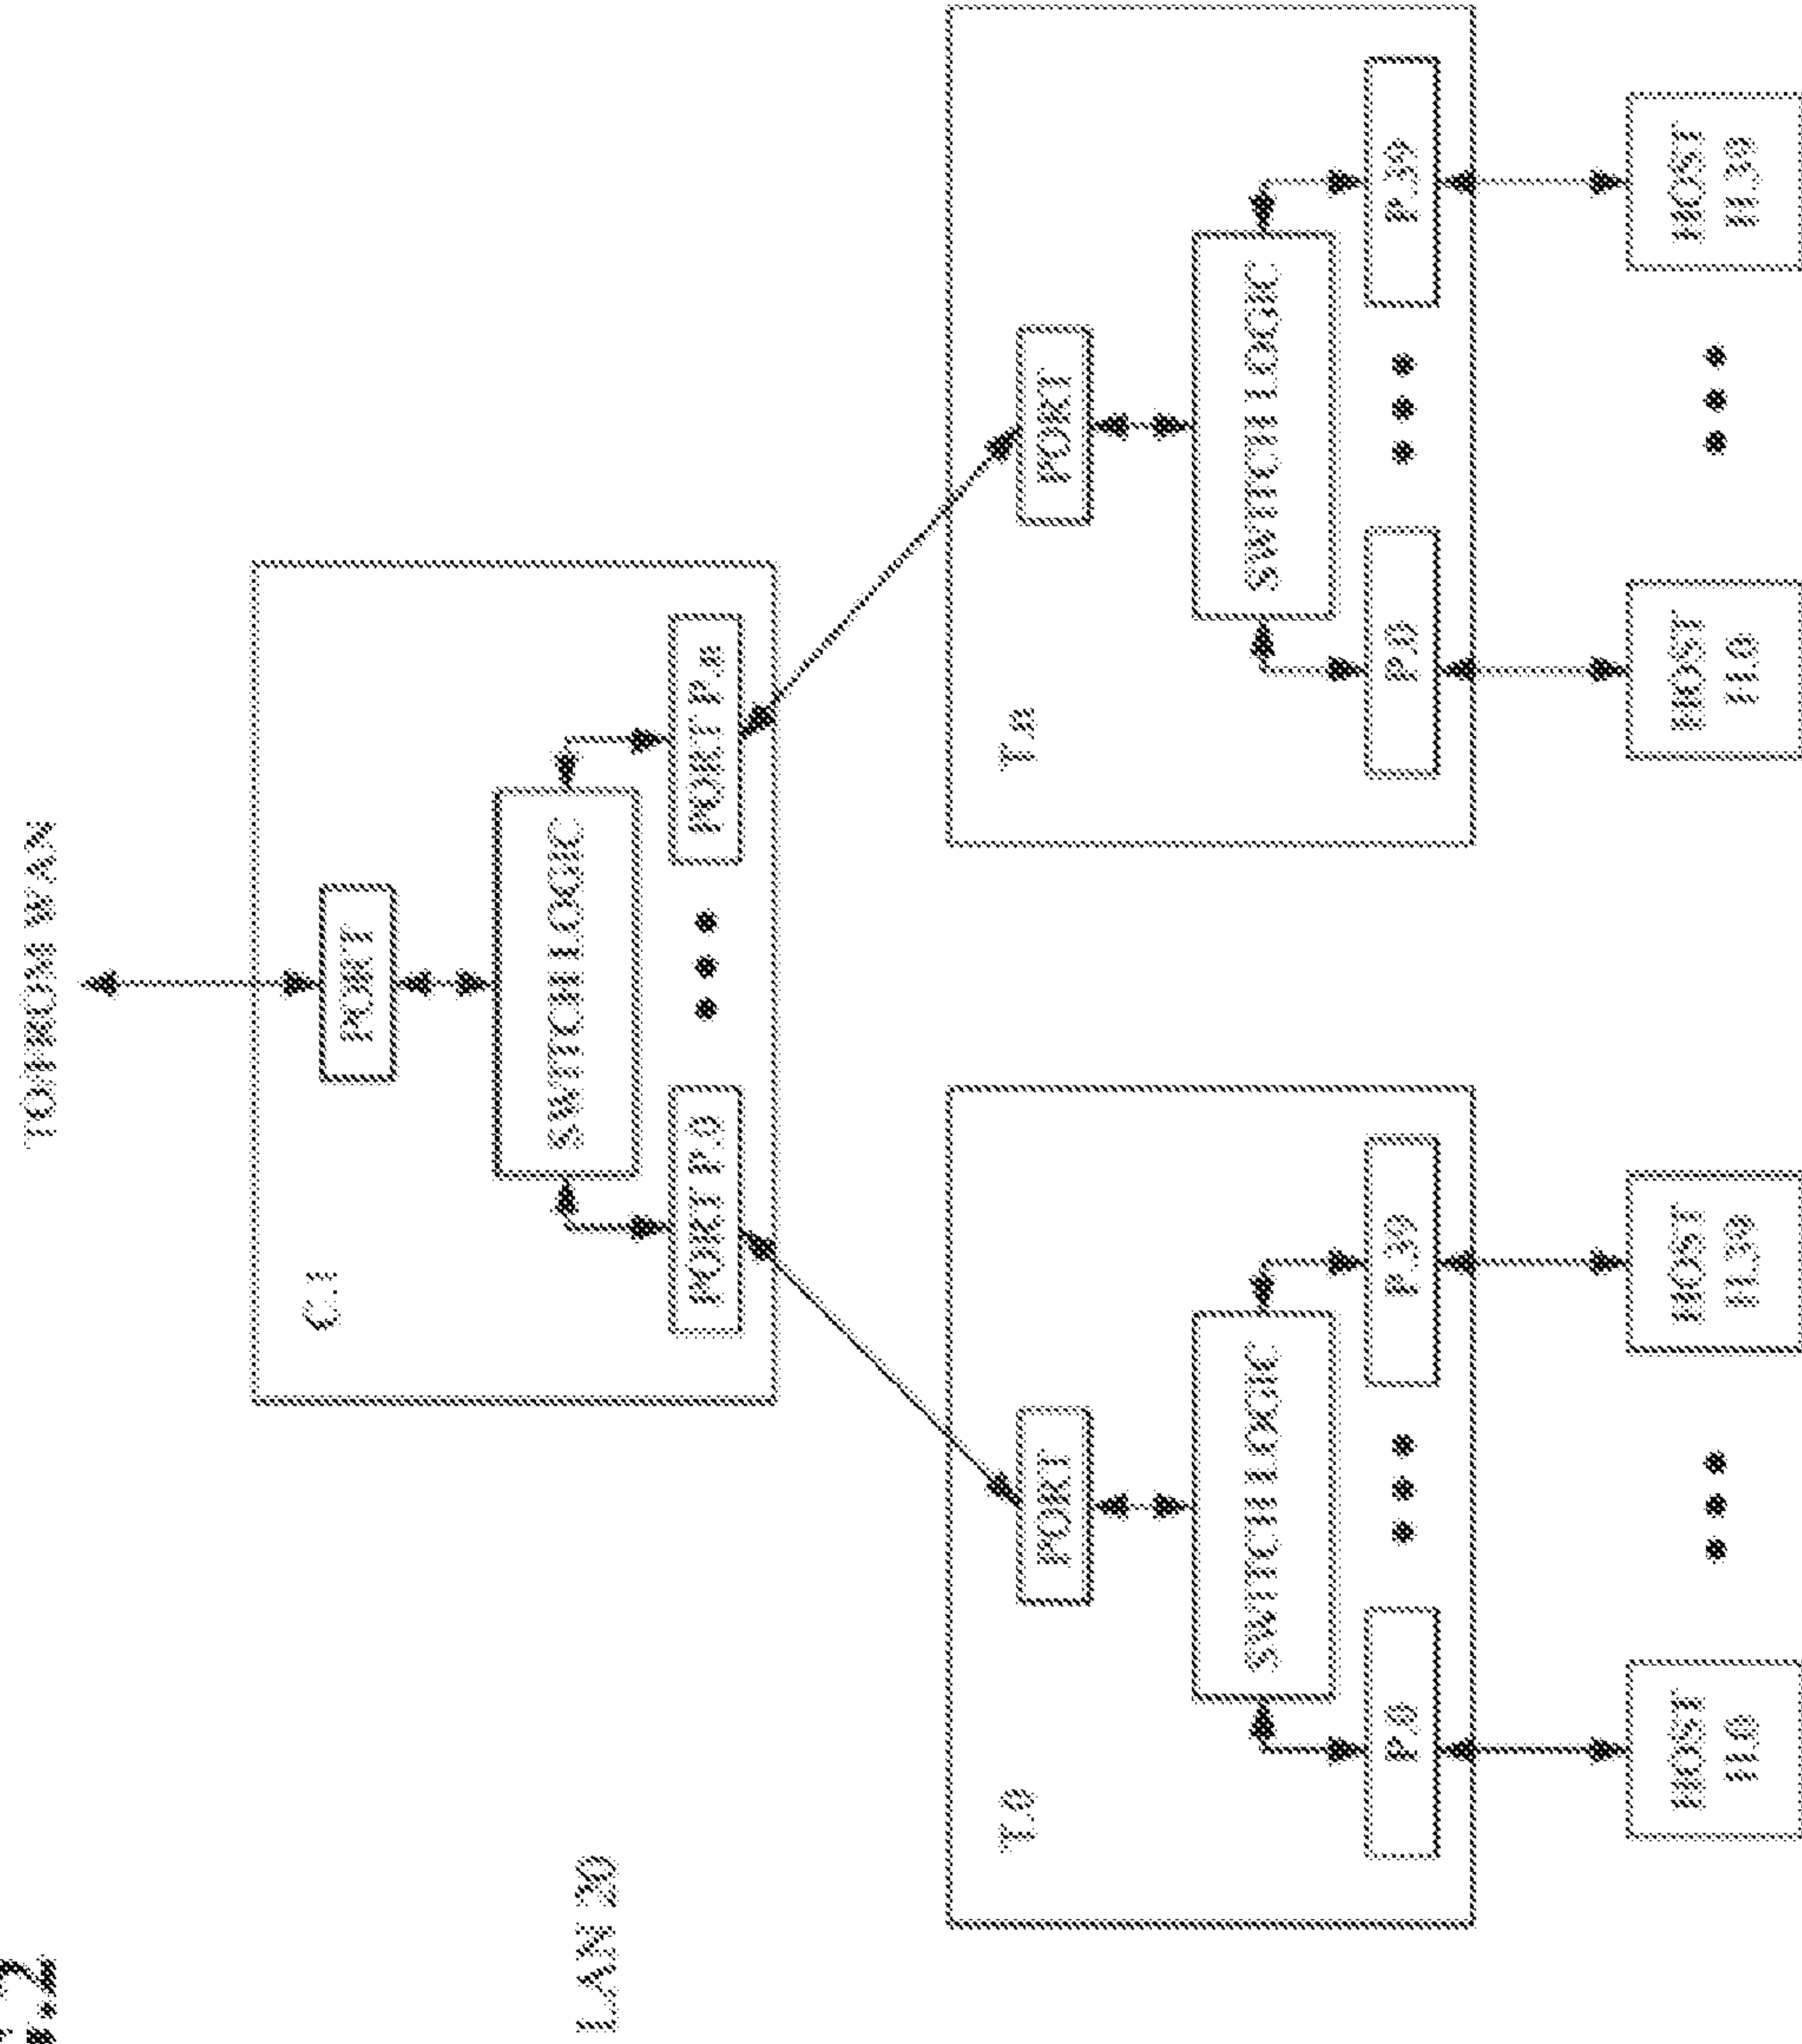 TO/FROM WAN
C.1
PORT
SWITCH LOGIC
PORT P.0
PORT P.n
LAN 20
T.0
PORT
SWITCH LOGIC
P.0
P.39
HOST
H.0
HOST
H.39
T.n
PORT
SWITCH LOGIC
P.0
P.39
HOST
H.0
HOST
H.39